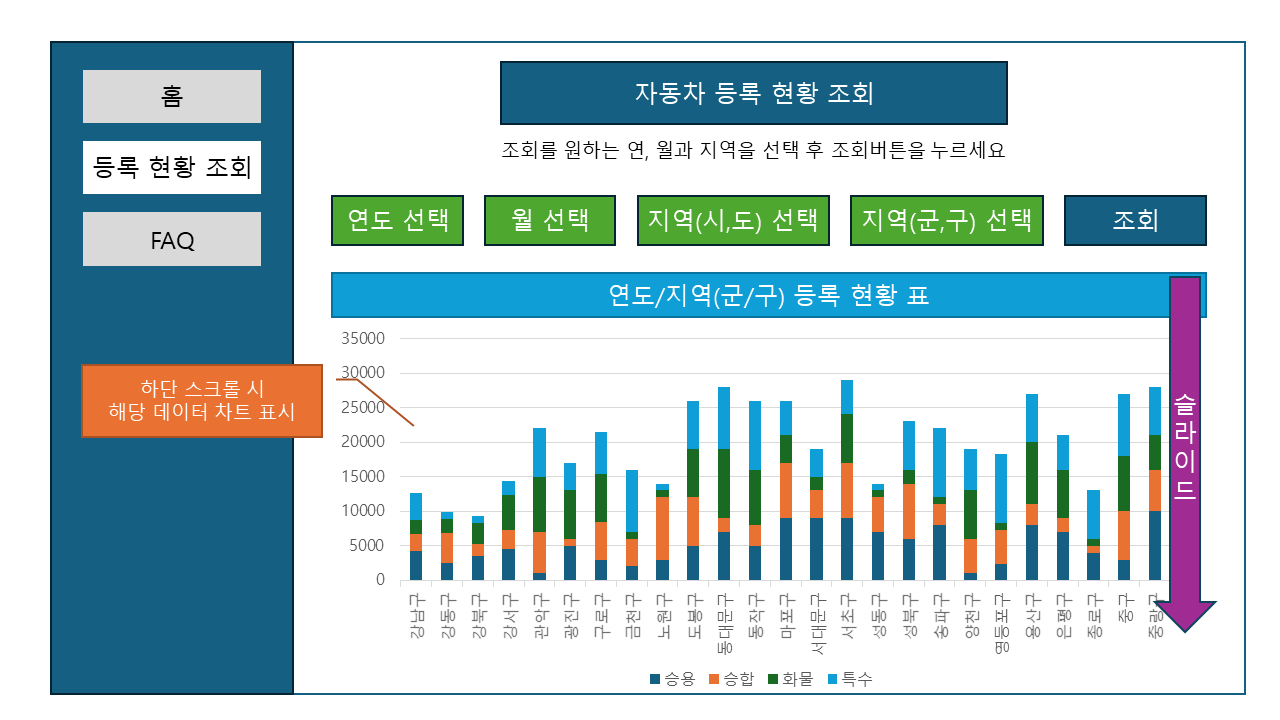 홈
등록 현황 조회
FAQ
자동차 등록 현황 조회
조회를 원하는 연, 월과 지역을 선택 후 조회버튼을 누르세요
연도 선택
월 선택
지역(시,도) 선택
지역(군,구) 선택
조회
연도/지역(군/구) 등록 현황 표
하단 스크롤 시
해당 데이터 차트 표시
슬라이드
35000
30000
25000
20000
15000
10000
5000
0
강남구
강동구
강북구
강서구
관악구
광진구
구로구
금천구
노원구
도봉구
동대문구
동작구
마포구
서대문구
서초구
성동구
성북구
송파구
양천구
영등포구
용산구
은평구
종로구
중구
중랑구
승용
승합
화물
특수